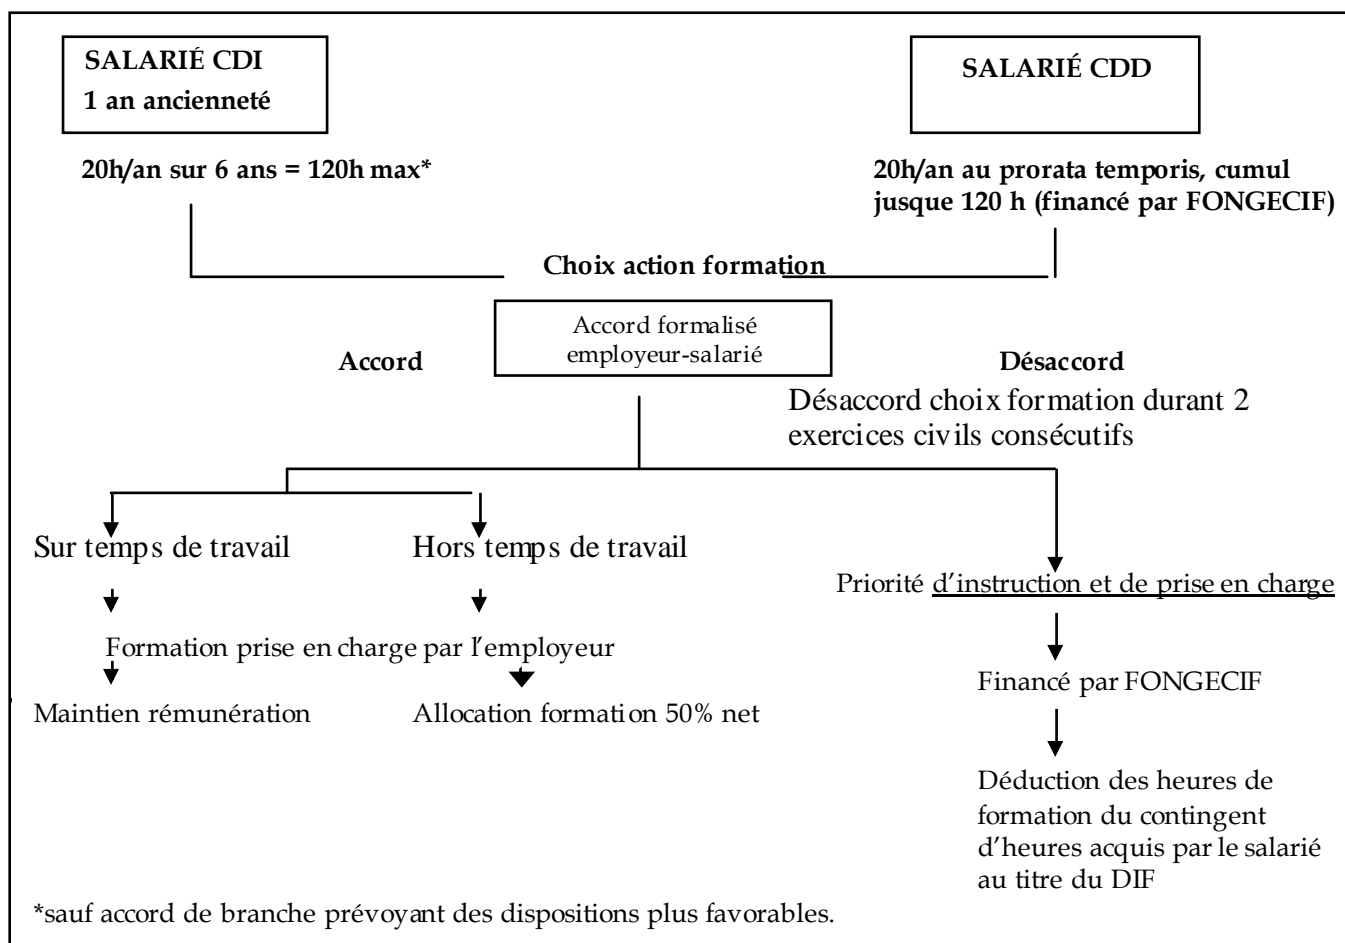 SALARIÉ CDI
1 an ancienneté
SALARIÉ CDD
20h/an sur 6 ans = 120h max*
20h/an au prorata temporis, cumul
jusque 120 h (financé par FONGECIF)
Choix action formation
Accord formalisé
employeur-salarié
Accord
Désaccord
Désaccord choix formation durant 2
exercices civils consécutifs
Sur temps de travail
Hors temps de travail
Priorité d’instruction et de prise en charge
Formation prise en charge par l’employeur
Financé par FONGECIF
Maintien rémunération
Allocation formation 50% net
Déduction des heures de
formation du contingent
d’heures acquis par le salarié
au titre du DIF
*sauf accord de branche prévoyant des dispositions plus favorables.